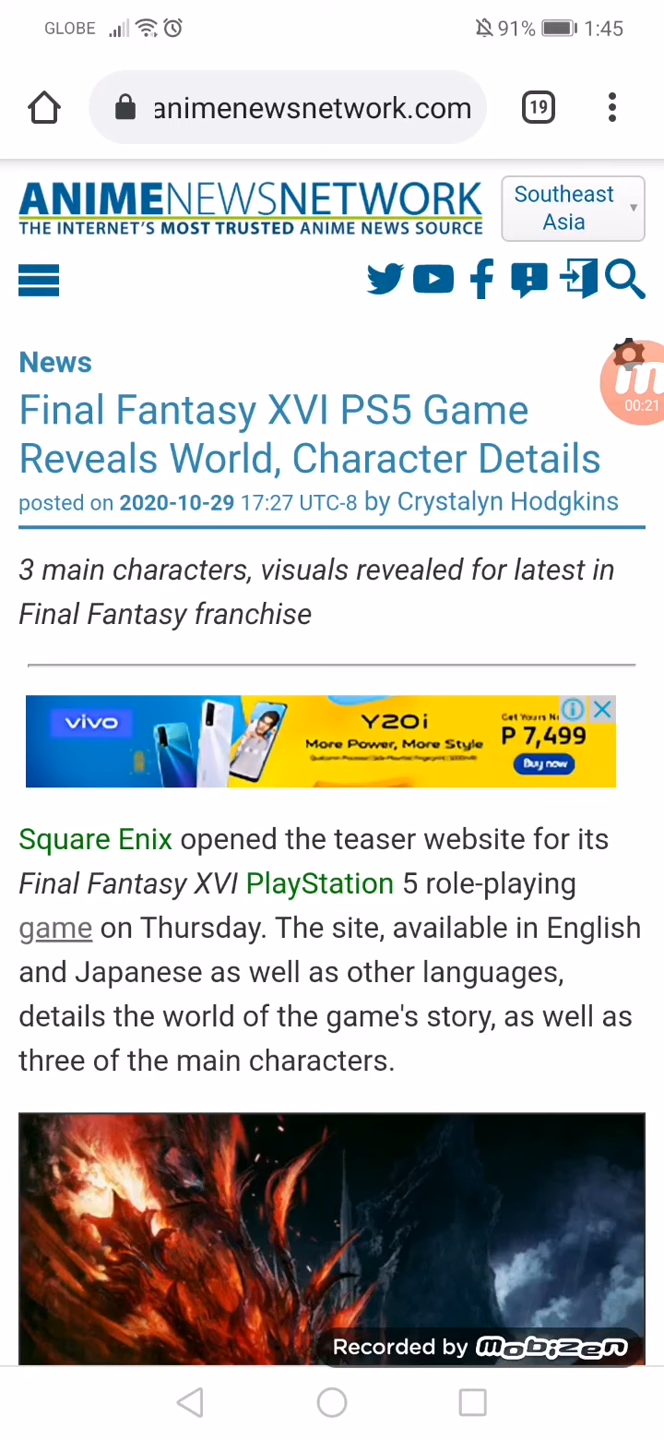 GLOBE 91% 1:45
animenewsnetwork.com 19
ANIMENEWSNETWORK
THE INTERNET'S MOST TRUSTED ANIME NEWS SOURCE
Southeast
Asia
News
Final Fantasy XVI PS5 Game
Reveals World, Character Details
00:21
posted on 2020-10-29 17:27 UTC-8 by Crystalyn Hodgkins
3 main characters, visuals revealed for latest in
Final Fantasy franchise
vivo
Y20i
More Power, More Style
P 7,499
Buy now
Square Enix opened the teaser website for its
Final Fantasy XVI PlayStation 5 role-playing
game on Thursday. The site, available in English
and Japanese as well as other languages,
details the world of the game's story, as well as
three of the main characters.
Recorded by mobizen